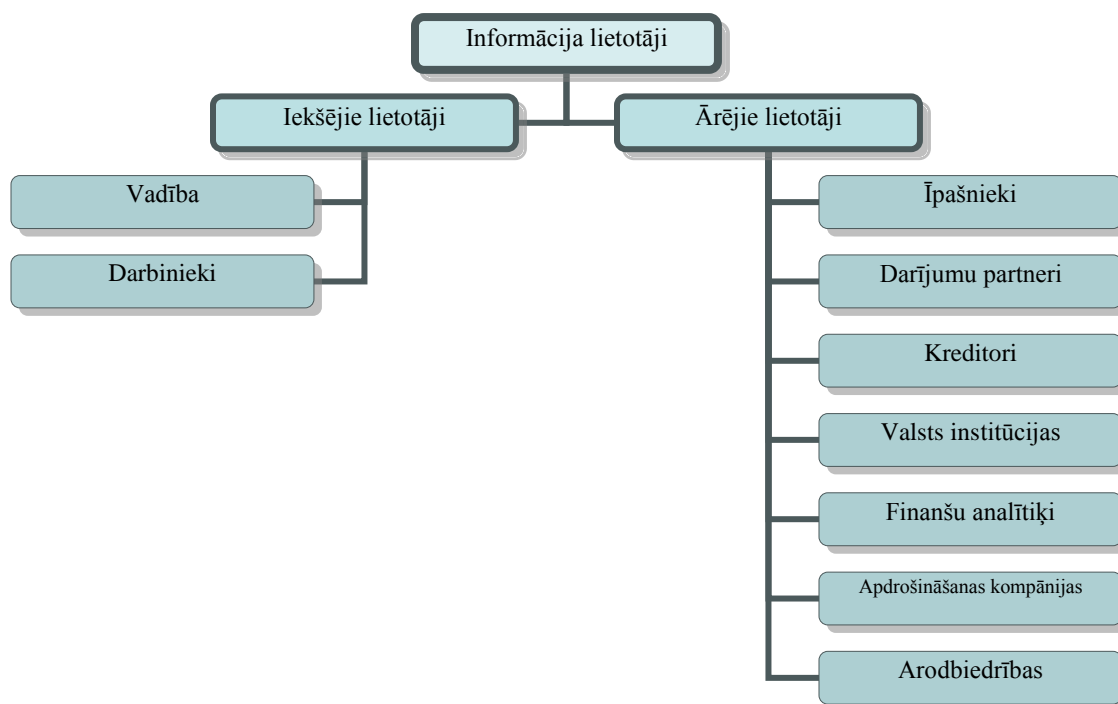 Informācija lietotāji
Iekšējie lietotāji
Ārējie lietotāji
Vadība
Darbinieki
Īpašnieki
Darījumu partneri
Kreditori
Valsts institūcijas
Finanšu analītiķi
Apdrošināšanas kompānijas
Arodbiedrības